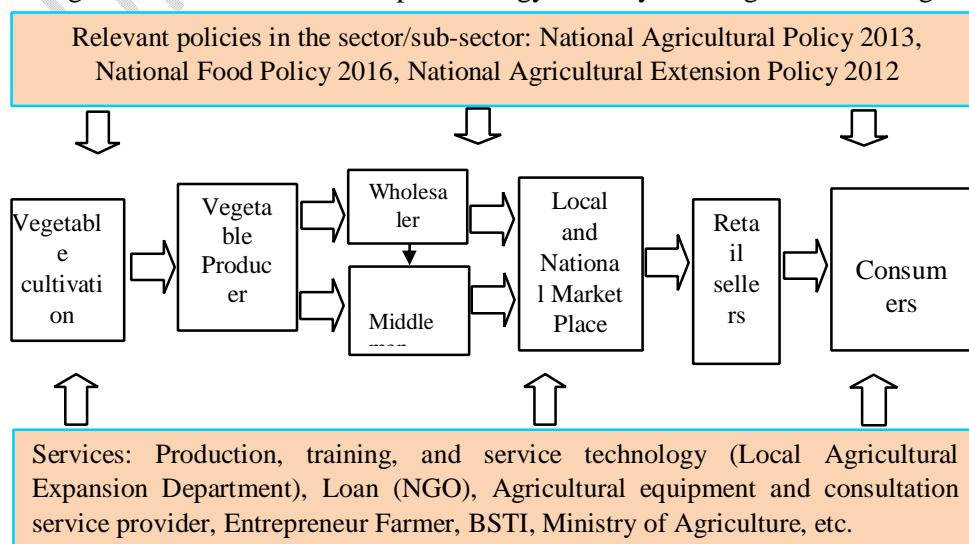 Relevant policies in the sector/sub-sector: National Agricultural Policy 2013,
National Food Policy 2016, National Agricultural Extension Policy 2012
Vegetabl
e
cultivati
on
Vegeta
ble
Produc
er
Wholesa
ler
Middle
Local
and
Nationa
l Market
Place
Reta
il
selle
rs
Consum
ers
Services: Production, training, and service technology (Local Agricultural
Expansion Department), Loan (NGO), Agricultural equipment and consultation
service provider, Entrepreneur Farmer, BSTI, Ministry of Agriculture, etc.